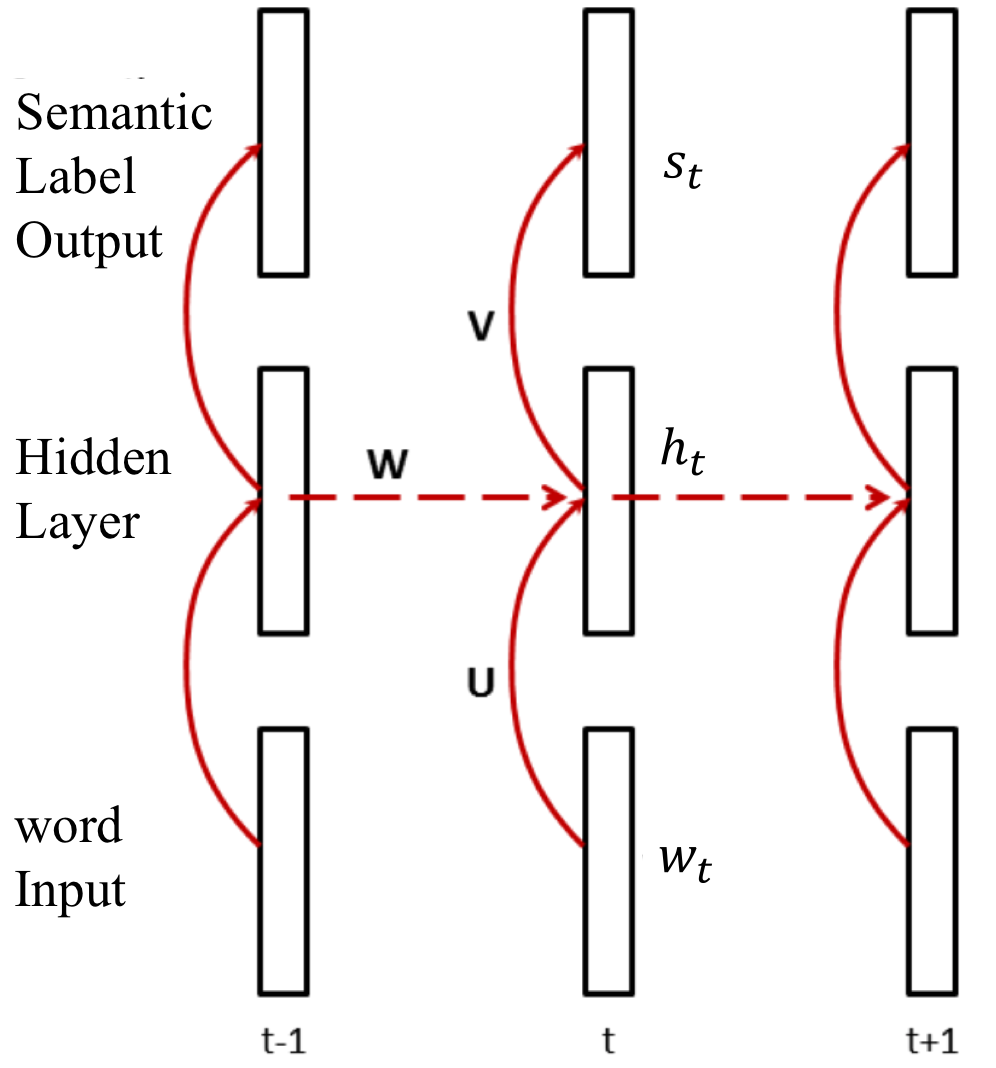 Semantic
Label
Output
s_t
V
Hidden
Layer
W
h_t
U
word
Input
w_t
t-1
t
t+1